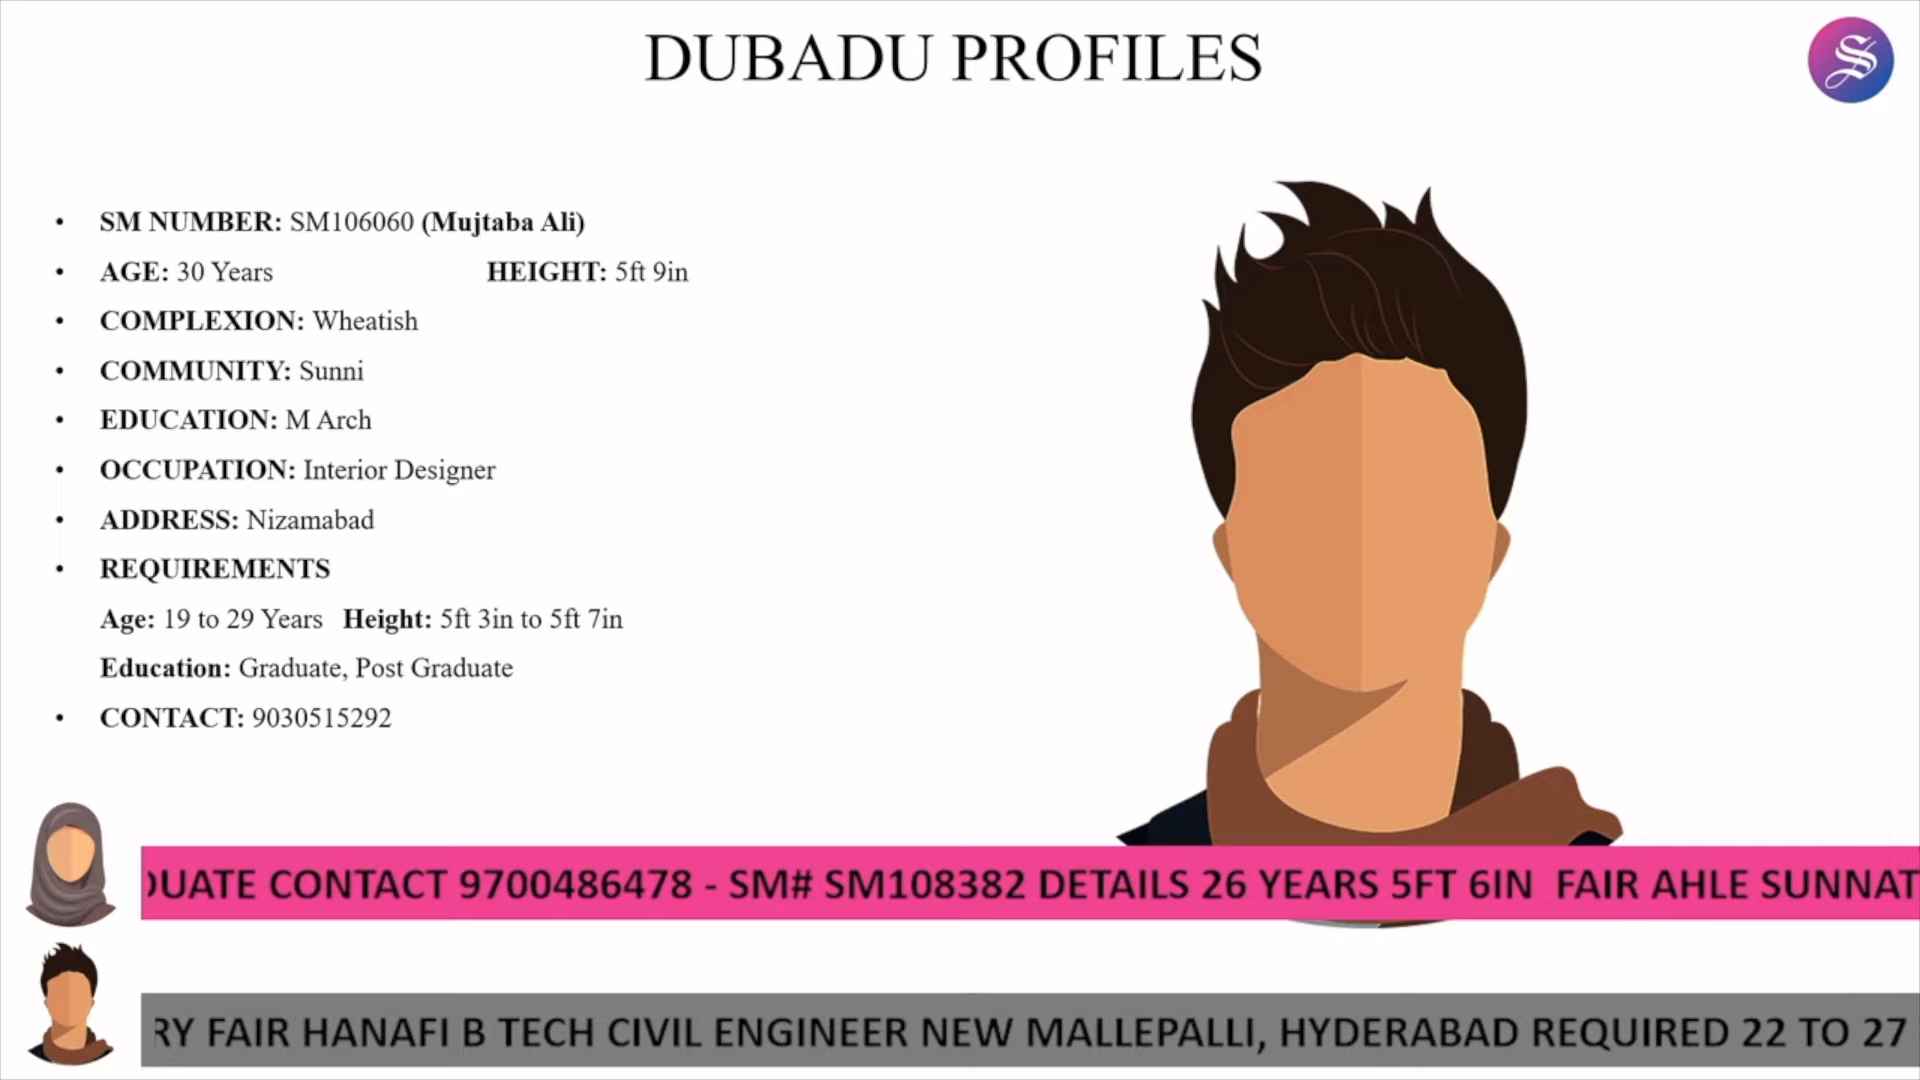 DUBADU PROFILES
• SM NUMBER: SM106060 (Mujtaba Ali)
• AGE: 30 Years HEIGHT: 5ft 9in
• COMPLEXION: Wheatish
• COMMUNITY: Sunni
• EDUCATION: M Arch
• OCCUPATION: Interior Designer
• ADDRESS: Nizamabad
• REQUIREMENTS
Age: 19 to 29 Years Height: 5ft 3in to 5ft 7in
Education: Graduate, Post Graduate
• CONTACT: 9030515292
UATE CONTACT 9700486478 - SM# SM108382 DETAILS 26 YEARS 5FT 6IN FAIR AHLE SUNNAT
RY FAIR HANAFI B TECH CIVIL ENGINEER NEW MALLEPALLI, HYDERABAD REQUIRED 22 TO 27